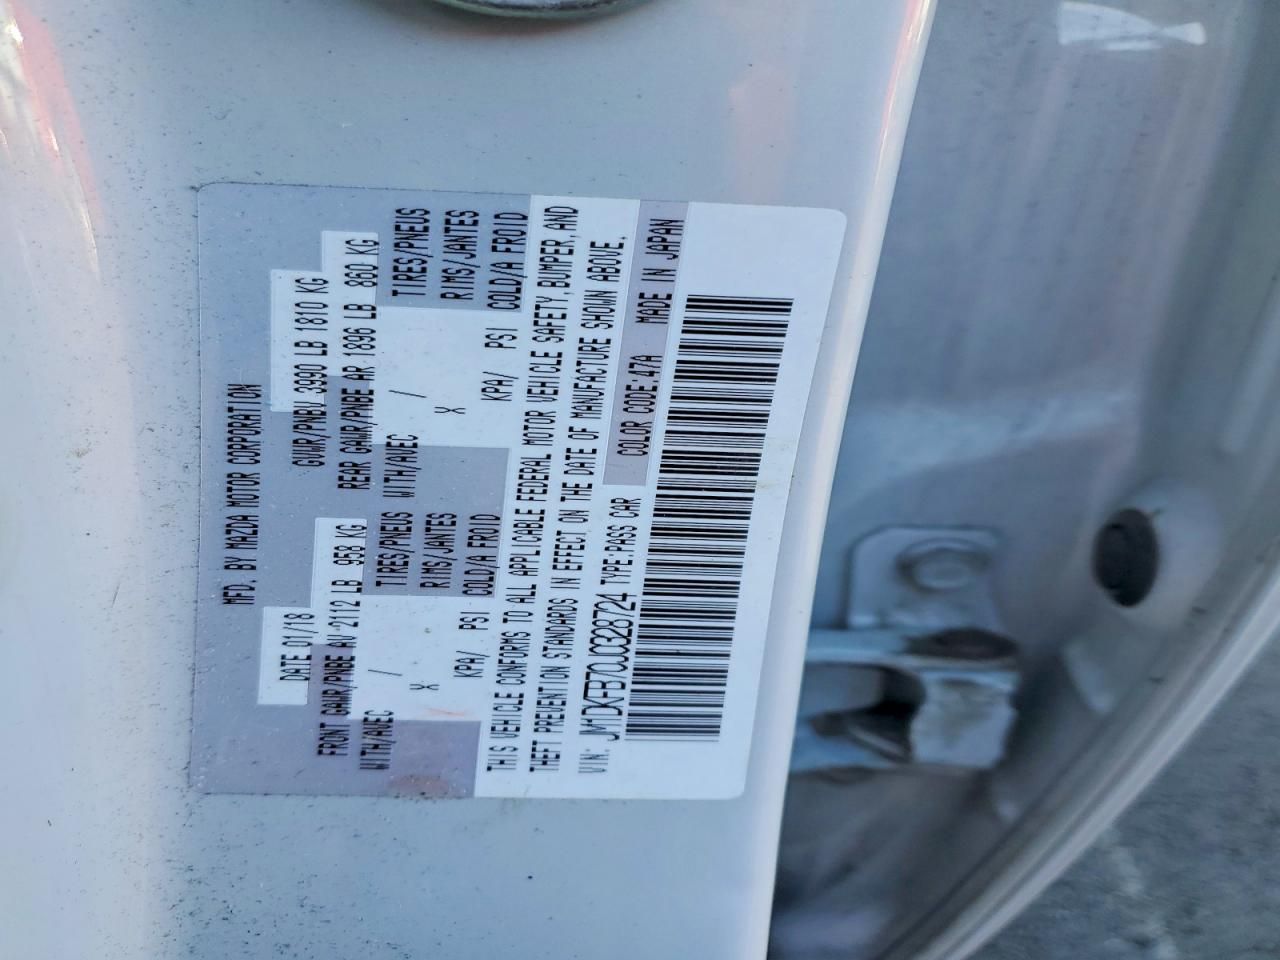 MFD. BY MAZDA MOTOR CORPORATION
DATE 01/18 GVWR/PNBV 3990 LB 1810 KG
FRONT GAWR/PNBE AV 2112 LB 958 KG REAR GAWR/PNBE AR 1896 LB 860 KG
WITH/AVEC TIRES/PNEUS WITH/AVEC TIRES/PNEUS
/ RIMS/JANTES / RIMS/JANTES
X COLD/A FROID X COLD/A FROID
KPA/ PSI KPA/ PSI
THIS VEHICLE CONFORMS TO ALL APPLICABLE FEDERAL MOTOR VEHICLE SAFETY, BUMPER, AND
THEFT PREVENTION STANDARDS IN EFFECT ON THE DATE OF MANUFACTURE SHOWN ABOVE.
VIN: JM1DKFB70J0328724 TYPE:PASS CAR COLOR CODE:47A MADE IN JAPAN